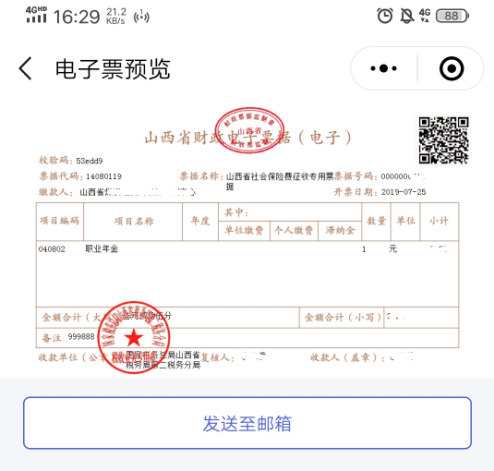 4G HD 16:29 21.2 KB/s 4G 88
电子票预览
山西省财政电子票据（电子）
校验码：53edd9
票据代码：14080119 票据名称：山西省社会保险费征收专用票据 票据号码：000000
缴款人：山西省 中心 开票日期：2019-07-25
项目编码 项目名称 年度 其中： 数量 单位 小计
单位缴费 个人缴费 滞纳金
040802 职业年金 1 元
金额合计（大 金额合计（小写）
备注 999888
收款单位（公章 山西省 复核人： 收款人（盖章）：
税务局第二税务分局
发送至邮箱